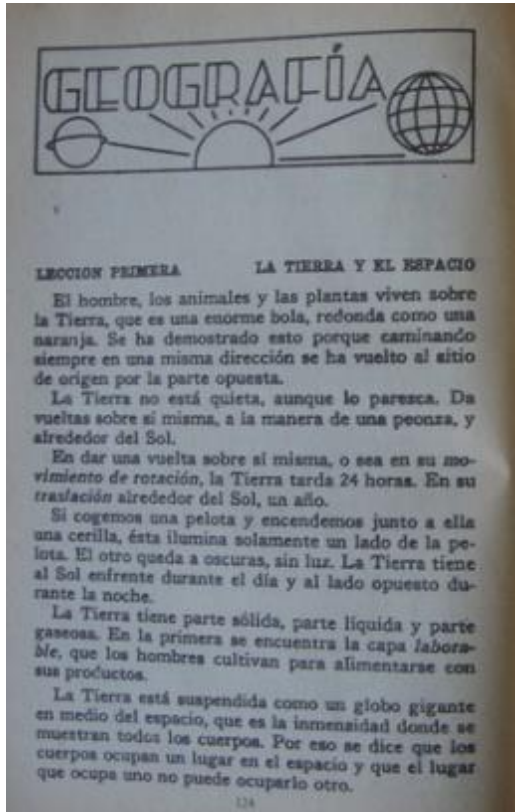 GEOGRAFÍA
LECCION PRIMERA LA TIERRA Y EL ESPACIO
El hombre, los animales y las plantas viven sobre
la Tierra, que es una enorme bola, redonda como una
naranja. Se ha demostrado esto porque caminando
siempre en una misma dirección se ha vuelto al sitio
de origen por la parte opuesta.
La Tierra no está quieta, aunque lo paresca. Da
vueltas sobre sí misma, a la manera de una peonza, y
alrededor del Sol.
En dar una vuelta sobre sí misma, o sea en su mo-
vimiento de rotación, la Tierra tarda 24 horas. En su
traslación alrededor del Sol, un año.
Si cogemos una pelota y encendemos junto a ella
una cerilla, ésta ilumina solamente un lado de la pe-
lota. El otro queda a oscuras, sin luz. La Tierra tiene
al Sol enfrente durante el día y al lado opuesto du-
rante la noche.
La Tierra tiene parte sólida, parte líquida y parte
gaseosa. En la primera se encuentra la capa labora-
ble, que los hombres cultivan para alimentarse con
sus productos.
La Tierra está suspendida como un globo gigante
en medio del espacio, que es la inmensidad donde se
muestran todos los cuerpos. Por eso se dice que los
cuerpos ocupan un lugar en el espacio y que el lugar
que ocupa uno no puede ocuparlo otro.